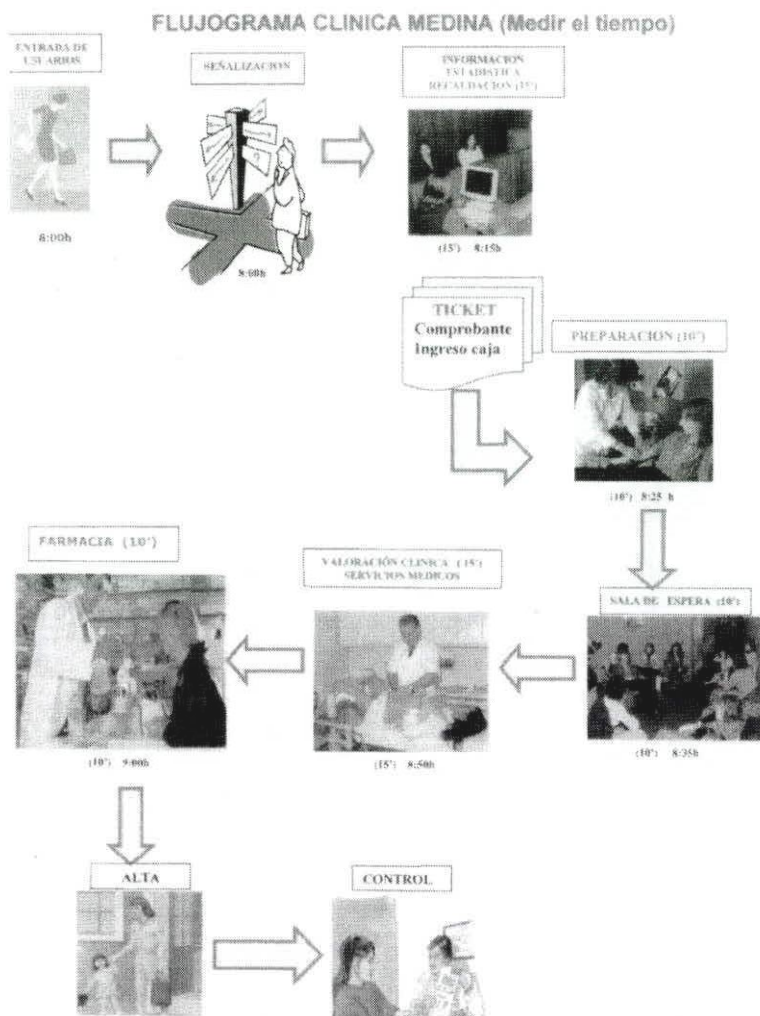 FLUJOGRAMA CLINICA MEDINA (Medir el tiempo)
ENTRADA DE
USUARIOS
8:00h
SEÑALIZACION
8:00h
INFORMACION
ESTADISTICA
RECAUDACION (15')
(15') 8:15h
TICKET
Comprobante
ingreso caja
PREPARACION (10')
(10') 8:25 h
SALA DE ESPERA (10')
(10') 8:35h
VALORACIÓN CLINICA (15')
SERVICIOS MEDICOS
(15') 8:50h
FARMACIA (10')
(10') 9:00h
ALTA
CONTROL